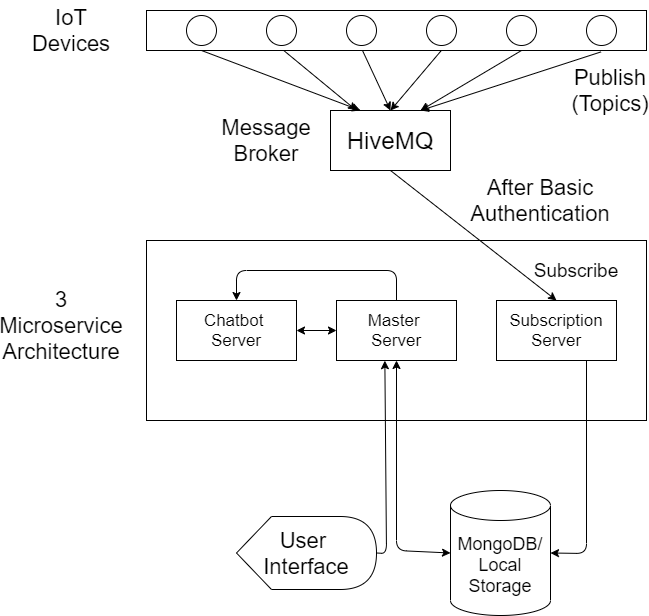 IoT
Devices
Publish
(Topics)
Message
Broker
HiveMQ
After Basic
Authentication
Subscribe
3
Microservice
Architecture
Chatbot
Server
Master
Server
Subscription
Server
User
Interface
MongoDB/
Local
Storage